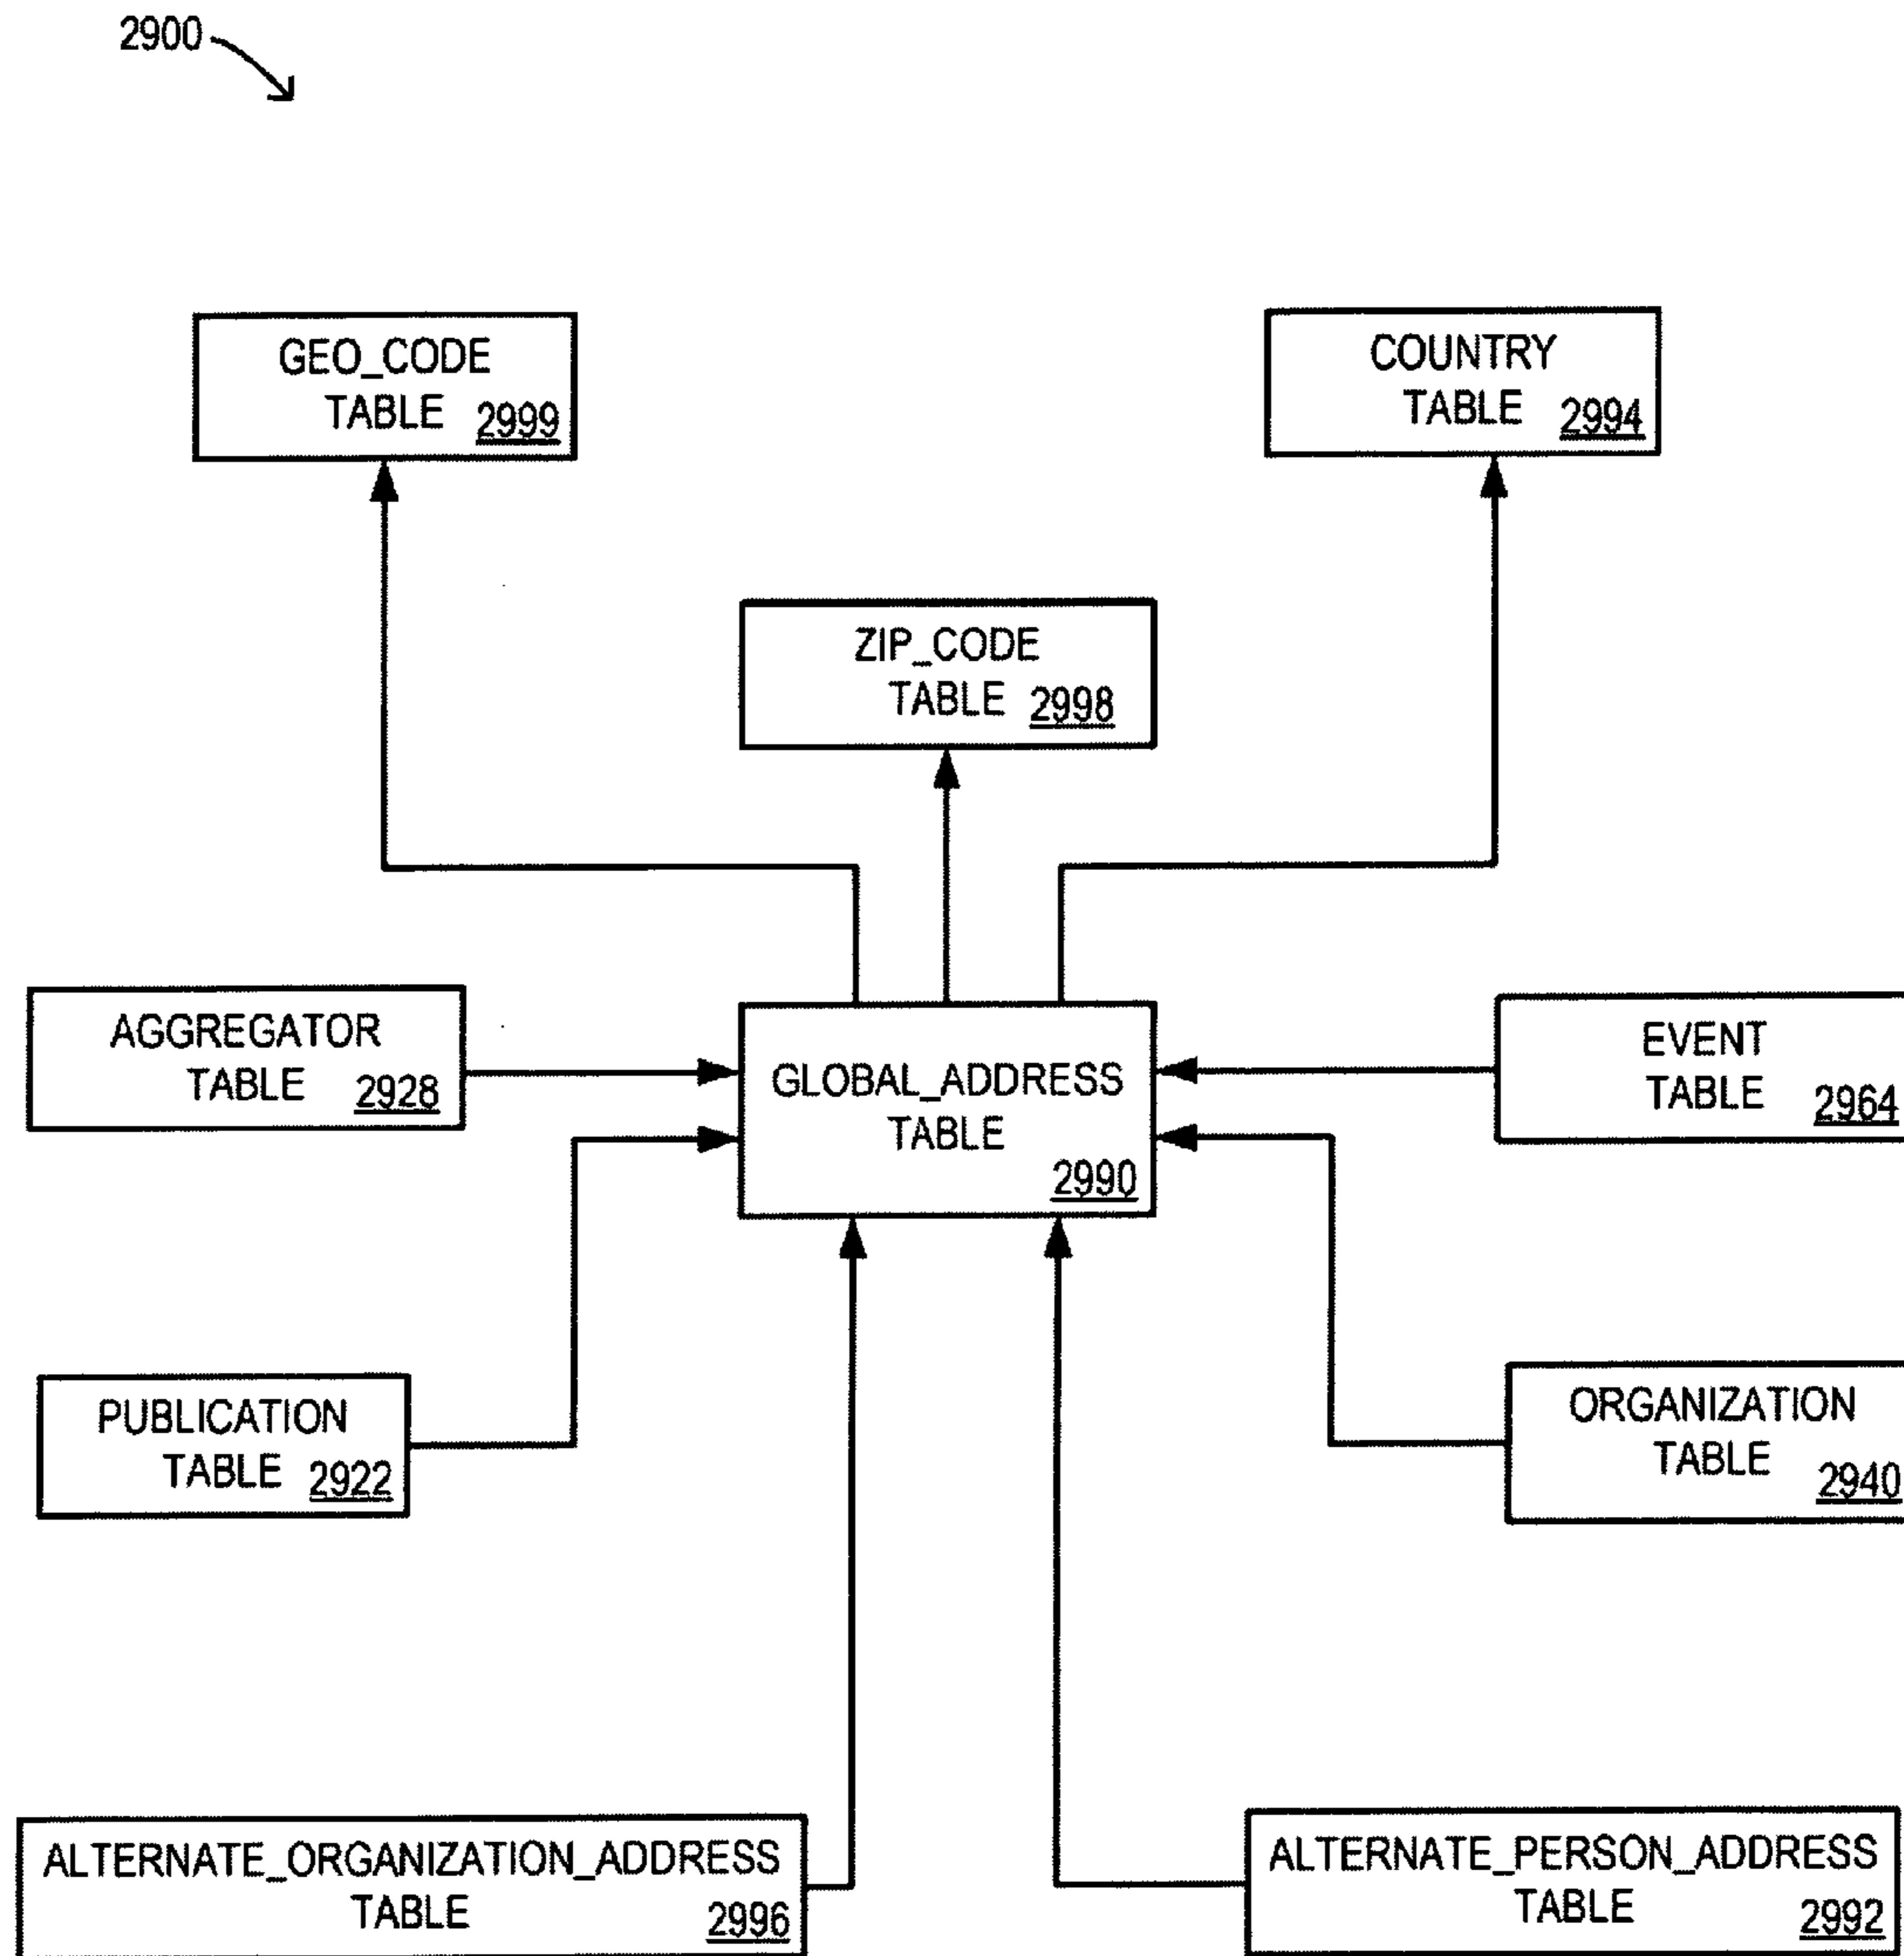 2900
GEO_CODE
TABLE 2999
COUNTRY
TABLE 2994
ZIP_CODE
TABLE 2998
AGGREGATOR
TABLE 2928
GLOBAL_ADDRESS
TABLE
2990
EVENT
TABLE 2964
PUBLICATION
TABLE 2922
ORGANIZATION
TABLE 2940
ALTERNATE_ORGANIZATION_ADDRESS
TABLE 2996
ALTERNATE_PERSON_ADDRESS
TABLE 2992